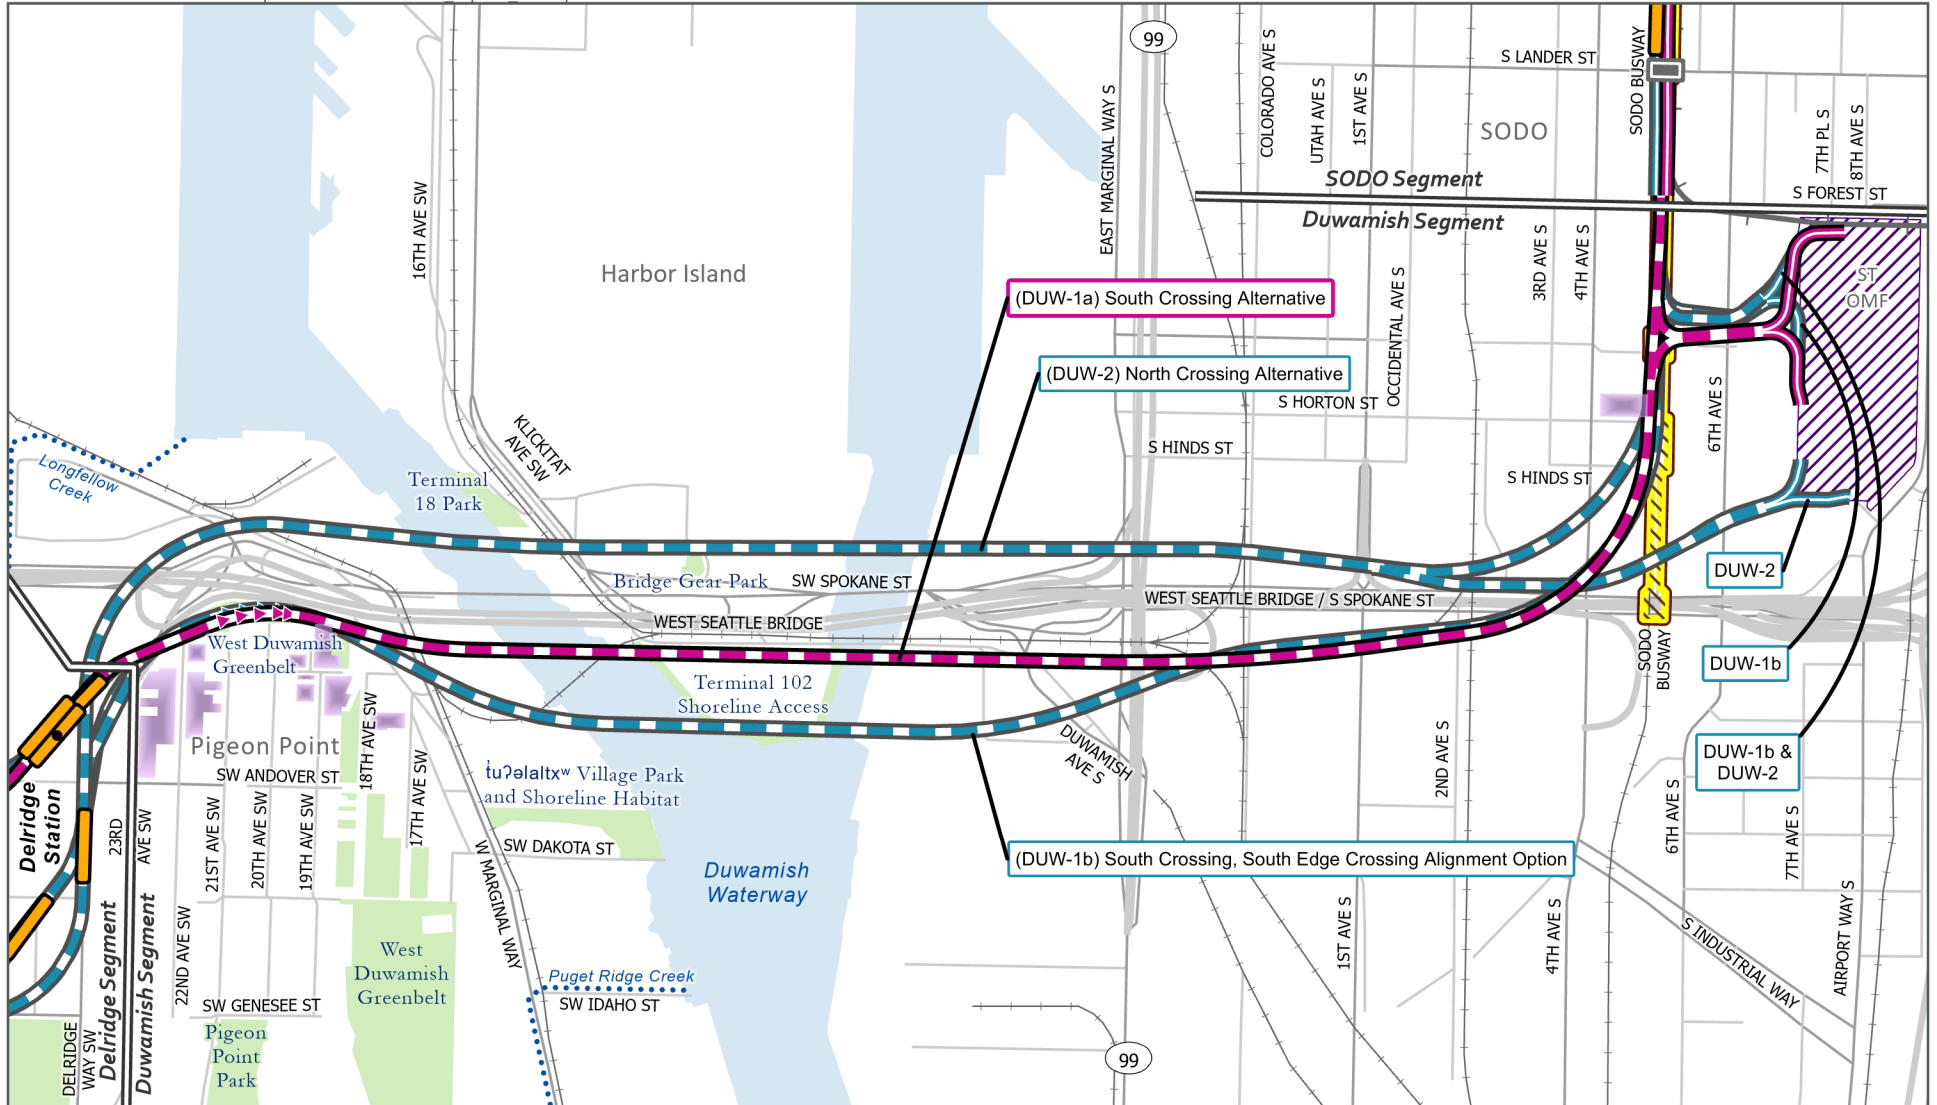 99
S LANDER ST
SODO BUSWAY
COLORADO AVE S
UTAH AVE S
1ST AVE S
SODO
7TH PL S
8TH AVE S
EAST MARGINAL WAY S
16TH AVE SW
SODO Segment
Duwamish Segment
S FOREST ST
3RD AVE S
4TH AVE S
OCCIDENTAL AVE S
Harbor Island
ST
OMF
(DUW-1a) South Crossing Alternative
(DUW-2) North Crossing Alternative
S HORTON ST
6TH AVE S
KLICKITAT
AVE SW
S HINDS ST
S HINDS ST
Longfellow
Creek
Terminal
18 Park
Bridge Gear Park
SW SPOKANE ST
WEST SEATTLE BRIDGE / S SPOKANE ST
WEST SEATTLE BRIDGE
DUW-2
West Duwamish
Greenbelt
SODO
BUSWAY
DUW-1b
Terminal 102
Shoreline Access
DUW-1b &
DUW-2
Pigeon Point
SW ANDOVER ST
18TH AVE SW
17TH AVE SW
DUWAMISH
AVE S
2ND AVE S
t̓uʔəlaltxʷ Village Park
and Shoreline Habitat
Delridge
Station
23RD
AVE SW
21ST AVE SW
20TH AVE SW
19TH AVE SW
SW DAKOTA ST
W MARGINAL WAY
(DUW-1b) South Crossing, South Edge Crossing Alignment Option
6TH AVE S
7TH AVE S
Duwamish
Waterway
22ND AVE SW
West
Duwamish
Greenbelt
1ST AVE S
4TH AVE S
S INDUSTRIAL WAY
AIRPORT WAY S
Delridge Segment
Duwamish Segment
Puget Ridge Creek
SW IDAHO ST
SW GENESEE ST
Pigeon
Point
Park
DELRIDGE
WAY SW
99